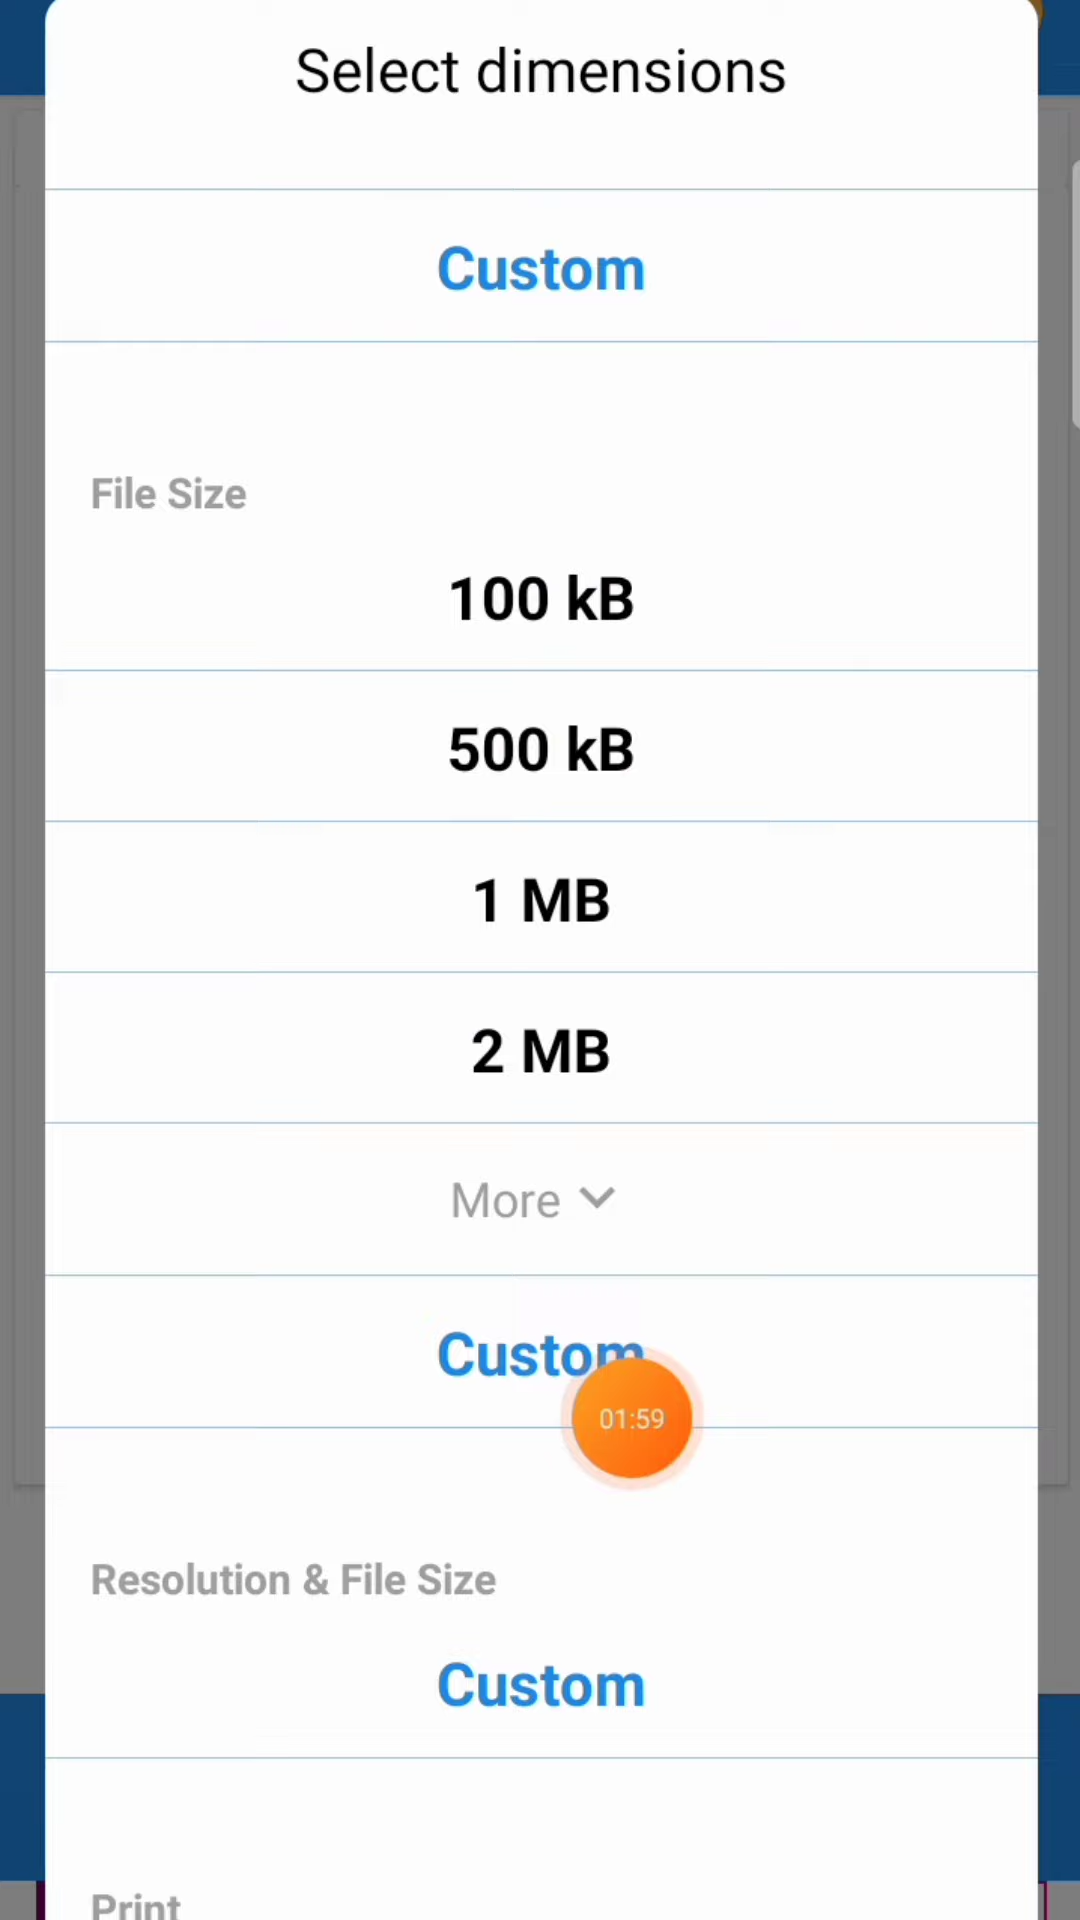 Select dimensions
Custom
File Size
100 kB
500 kB
1 MB
2 MB
More
Custom
01:59
Resolution & File Size
Custom
Print